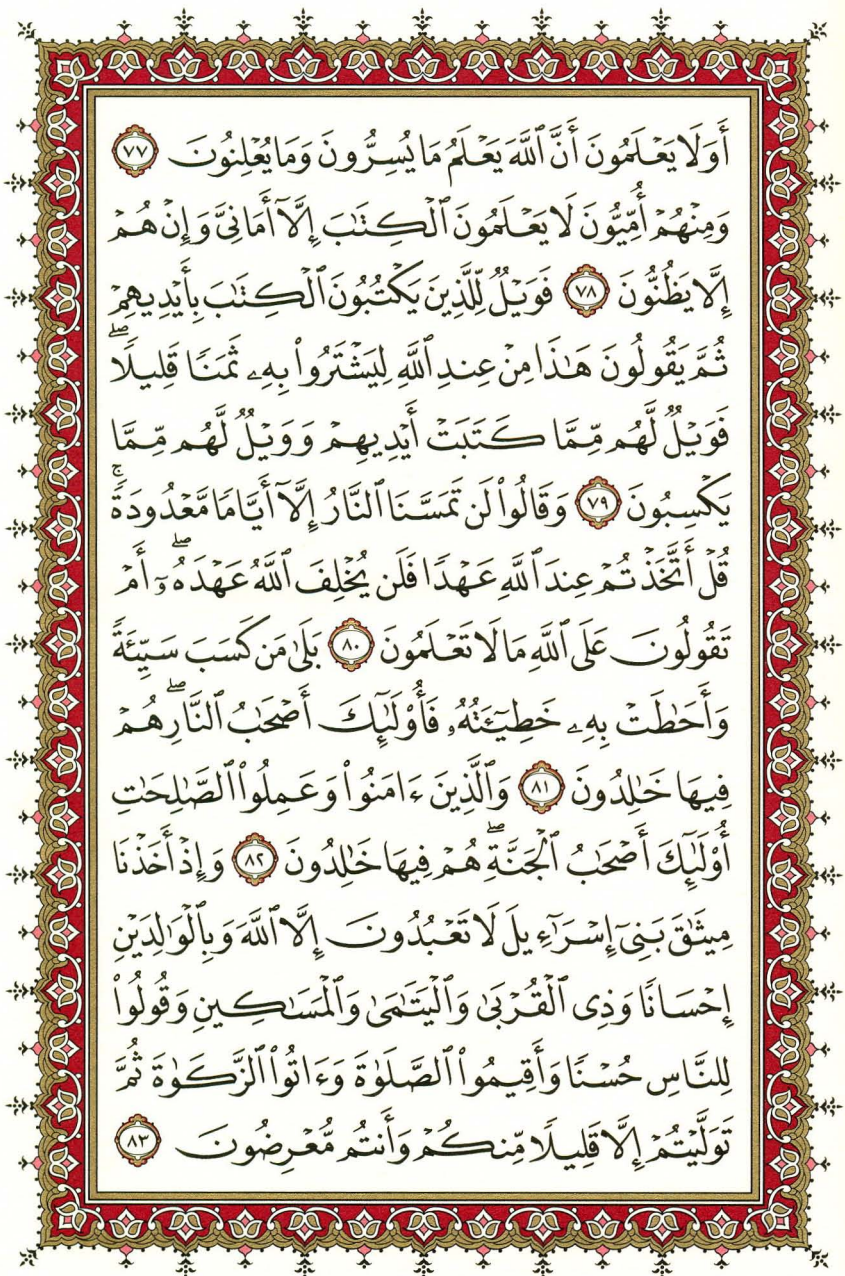 أَوَلَا يَعۡلَمُونَ أَنَّ ٱللَّهَ يَعۡلَمُ مَا يُسِرُّونَ وَمَا يُعۡلِنُونَ ٧٧
وَمِنۡهُمۡ أُمِّيُّونَ لَا يَعۡلَمُونَ ٱلۡكِتَٰبَ إِلَّآ أَمَانِيَّ وَإِنۡ هُمۡ
إِلَّا يَظُنُّونَ ٧٨ فَوَيۡلٞ لِّلَّذِينَ يَكۡتُبُونَ ٱلۡكِتَٰبَ بِأَيۡدِيهِمۡ
ثُمَّ يَقُولُونَ هَٰذَا مِنۡ عِندِ ٱللَّهِ لِيَشۡتَرُواْ بِهِۦ ثَمَنٗا قَلِيلٗاۖ
فَوَيۡلٞ لَّهُم مِّمَّا كَتَبَتۡ أَيۡدِيهِمۡ وَوَيۡلٞ لَّهُم مِّمَّا
يَكۡسِبُونَ ٧٩ وَقَالُواْ لَن تَمَسَّنَا ٱلنَّارُ إِلَّآ أَيَّامٗا مَّعۡدُودَةٗۚ
قُلۡ أَتَّخَذۡتُمۡ عِندَ ٱللَّهِ عَهۡدٗا فَلَن يُخۡلِفَ ٱللَّهُ عَهۡدَهُۥٓۖ أَمۡ
تَقُولُونَ عَلَى ٱللَّهِ مَا لَا تَعۡلَمُونَ ٨٠ بَلَىٰ مَن كَسَبَ سَيِّئَةٗ
وَأَحَٰطَتۡ بِهِۦ خَطِيٓـَٔتُهُۥ فَأُوْلَٰٓئِكَ أَصۡحَٰبُ ٱلنَّارِۖ هُمۡ
فِيهَا خَٰلِدُونَ ٨١ وَٱلَّذِينَ ءَامَنُواْ وَعَمِلُواْ ٱلصَّٰلِحَٰتِ
أُوْلَٰٓئِكَ أَصۡحَٰبُ ٱلۡجَنَّةِۖ هُمۡ فِيهَا خَٰلِدُونَ ٨٢ وَإِذۡ أَخَذۡنَا
مِيثَٰقَ بَنِيٓ إِسۡرَٰٓءِيلَ لَا تَعۡبُدُونَ إِلَّا ٱللَّهَ وَبِٱلۡوَٰلِدَيۡنِ
إِحۡسَانٗا وَذِي ٱلۡقُرۡبَىٰ وَٱلۡيَتَٰمَىٰ وَٱلۡمَسَٰكِينِ وَقُولُواْ
لِلنَّاسِ حُسۡنٗا وَأَقِيمُواْ ٱلصَّلَوٰةَ وَءَاتُواْ ٱلزَّكَوٰةَ ثُمَّ
تَوَلَّيۡتُمۡ إِلَّا قَلِيلٗا مِّنكُمۡ وَأَنتُم مُّعۡرِضُونَ ٨٣